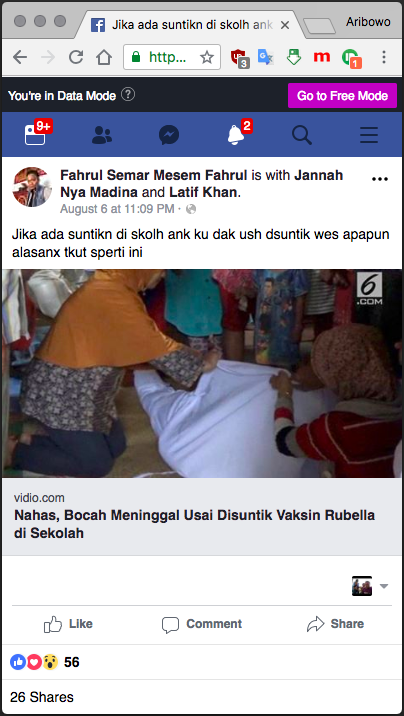 Jika ada suntikn di skolh ank
Aribowo
http...
3
1
You're in Data Mode ?
Go to Free Mode
9+
2
Fahrul Semar Mesem Fahrul is with Jannah
Nya Madina and Latif Khan.
August 6 at 11:09 PM ·
Jika ada suntikn di skolh ank ku dak ush dsuntik wes apapun
alasanx tkut sperti ini
6
.COM
vidio.com
Nahas, Bocah Meninggal Usai Disuntik Vaksin Rubella
di Sekolah
Like
Comment
Share
56
26 Shares